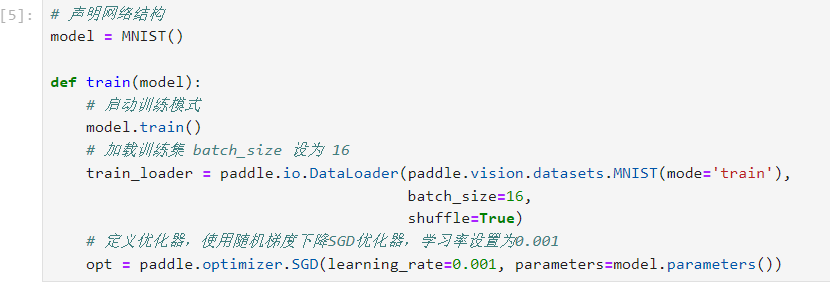 [5]: # 声明网络结构
model = MNIST()
def train(model):
# 启动训练模式
model.train()
# 加载训练集 batch_size 设为 16
train_loader = paddle.io.DataLoader(paddle.vision.datasets.MNIST(mode='train'),
batch_size=16,
shuffle=True)
# 定义优化器，使用随机梯度下降SGD优化器，学习率设置为0.001
opt = paddle.optimizer.SGD(learning_rate=0.001, parameters=model.parameters())